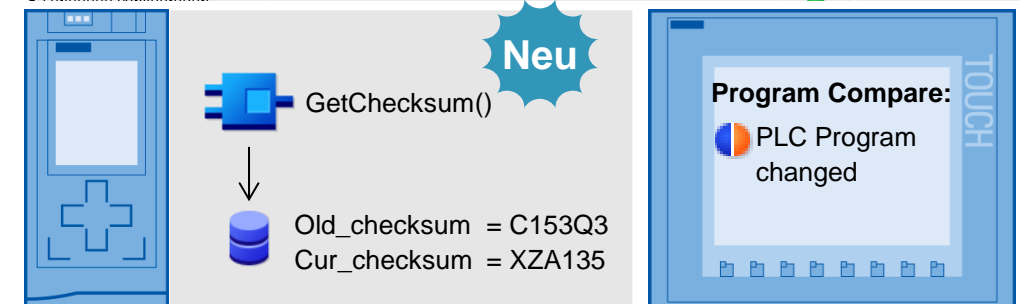 Neu
GetChecksum()
Old_checksum = C153Q3
Cur_checksum = XZA135
TOUCH
Program Compare:
PLC Program
changed